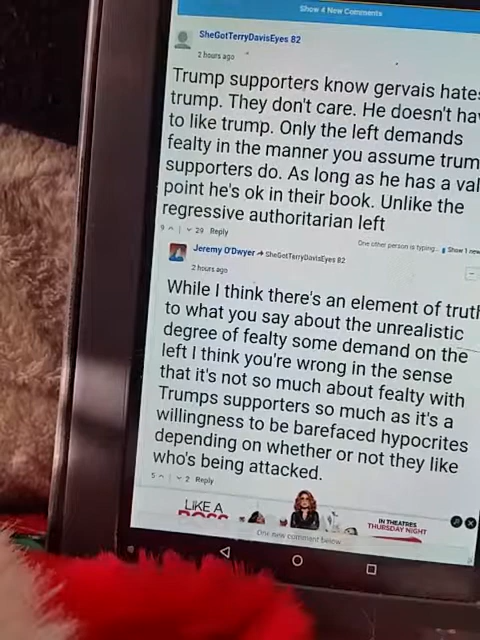 Show 4 New Comments
SheGotTerryDavisEyes 82
2 hours ago
Trump supporters know gervais hates
trump. They don't care. He doesn't ha
to like trump. Only the left demands
fealty in the manner you assume trum
supporters do. As long as he has a val
point he's ok in their book. Unlike the
regressive authoritarian left
9 | 29 Reply
One other person is typing... Show 1 new
Jeremy O'Dwyer → SheGotTerryDavisEyes 82
2 hours ago
While I think there's an element of trut
to what you say about the unrealistic
degree of fealty some demand on the
left I think you're wrong in the sense
that it's not so much about fealty with
Trumps supporters so much as it's a
willingness to be barefaced hypocrites
depending on whether or not they like
who's being attacked.
5 | 2 Reply
LIKE A
BOSS
IN THEATRES
THURSDAY NIGHT
One new comment below